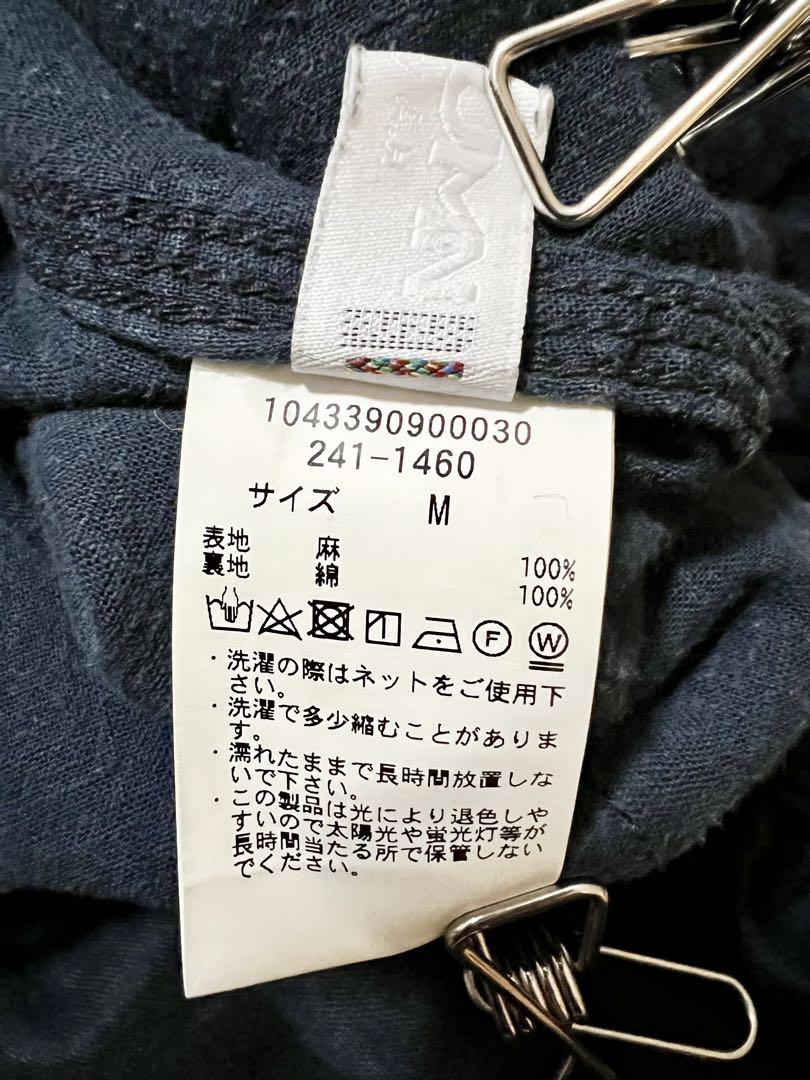 1043390900030
241-1460
サイズ M
表地 麻 100%
裏地 綿 100%
F W
・洗濯の際はネットをご使用下
さい。
・洗濯で多少縮むことがありま
す。
・濡れたままで長時間放置しな
いで下さい。
・この製品は光により退色しや
すいので太陽光や蛍光灯等が
長時間当たる所で保管しない
でください。